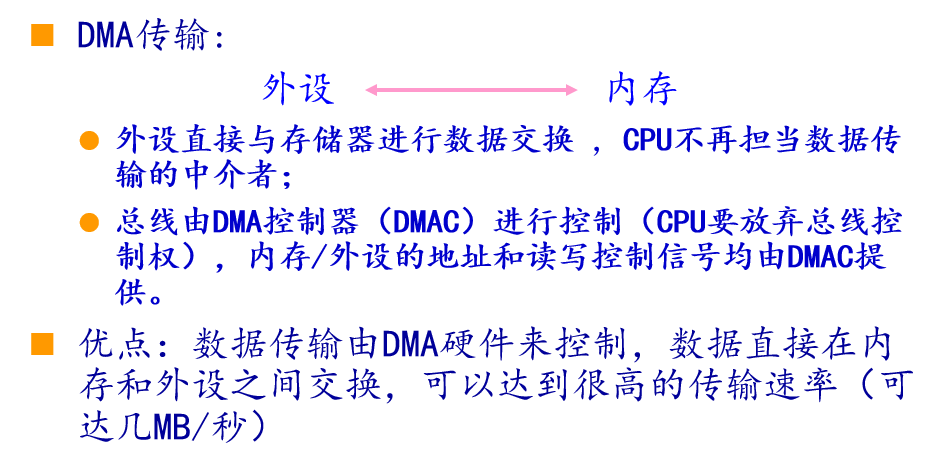 DMA传输:
外设 内存
外设直接与存储器进行数据交换 ，CPU不再担当数据传
输的中介者;
总线由DMA控制器（DMAC）进行控制（CPU要放弃总线控
制权），内存/外设的地址和读写控制信号均由DMAC提
供。
优点：数据传输由DMA硬件来控制，数据直接在内
存和外设之间交换，可以达到很高的传输速率（可
达几MB/秒）